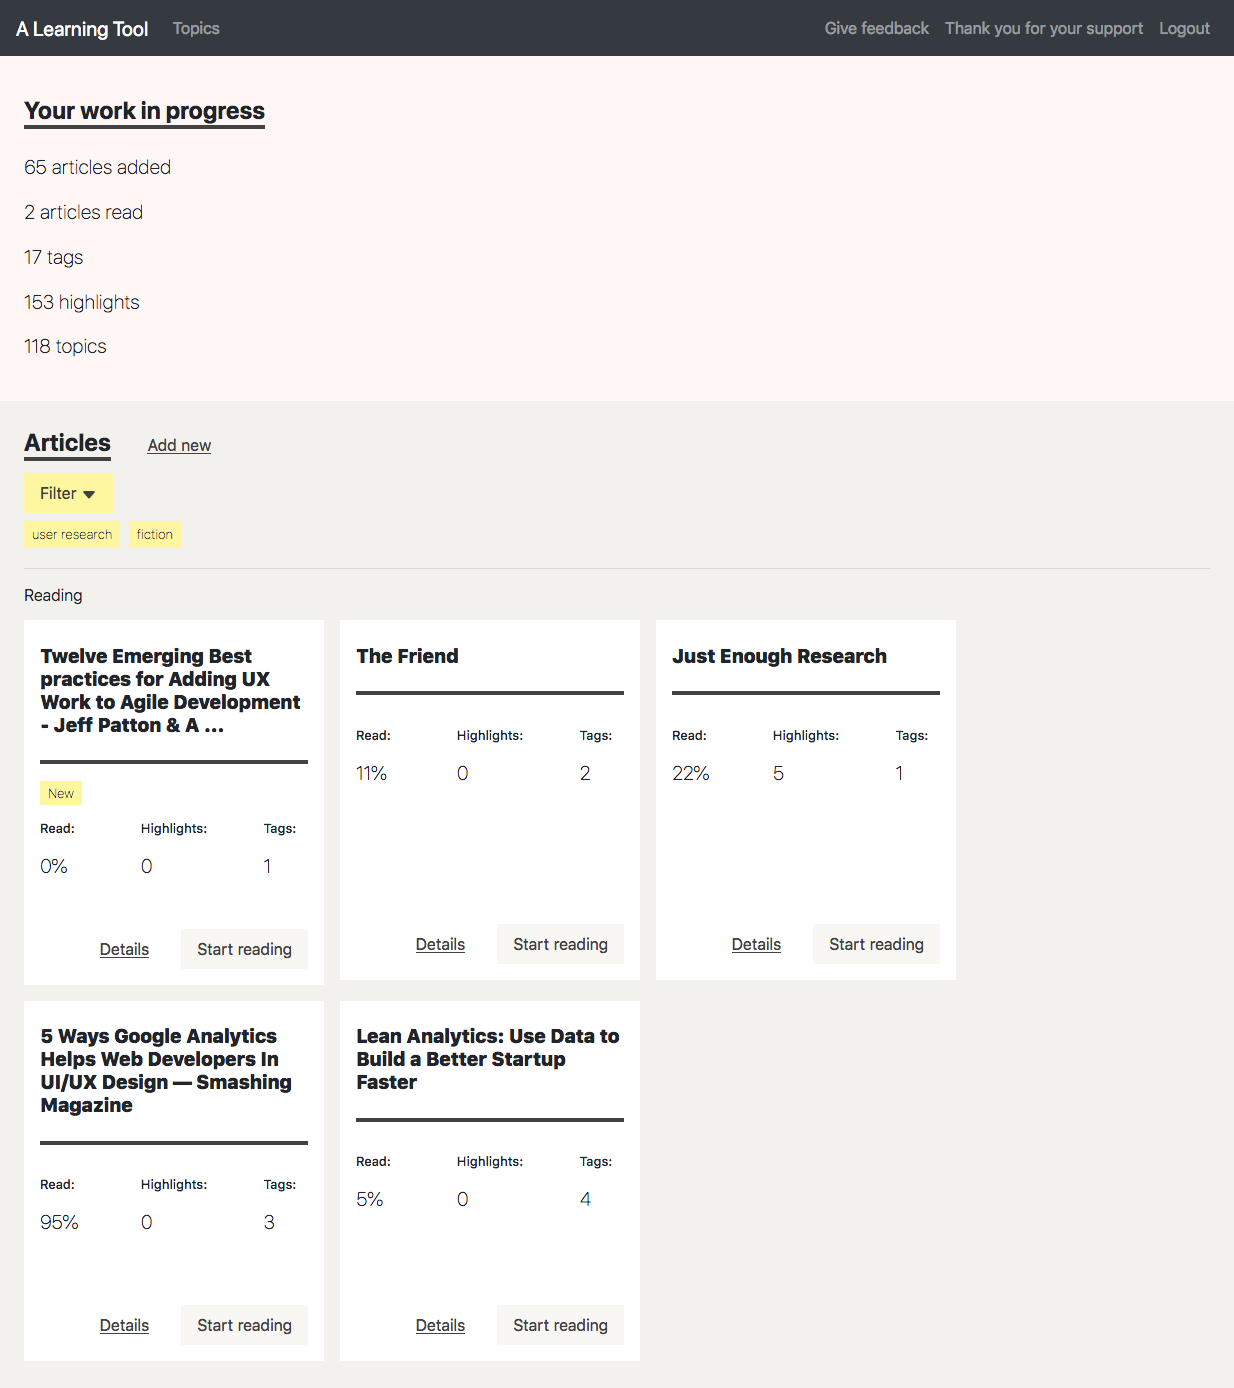 A Learning Tool Topics Give feedback Thank you for your support Logout
Your work in progress
65 articles added
2 articles read
17 tags
153 highlights
118 topics
Articles Add new
Filter
user research fiction
Reading
Twelve Emerging Best
practices for Adding UX
Work to Agile Development
- Jeff Patton & A ...
New
Read: Highlights: Tags:
0% 0 1
Details Start reading
The Friend
Read: Highlights: Tags:
11% 0 2
Details Start reading
Just Enough Research
Read: Highlights: Tags:
22% 5 1
Details Start reading
5 Ways Google Analytics
Helps Web Developers In
UI/UX Design — Smashing
Magazine
Read: Highlights: Tags:
95% 0 3
Details Start reading
Lean Analytics: Use Data to
Build a Better Startup
Faster
Read: Highlights: Tags:
5% 0 4
Details Start reading